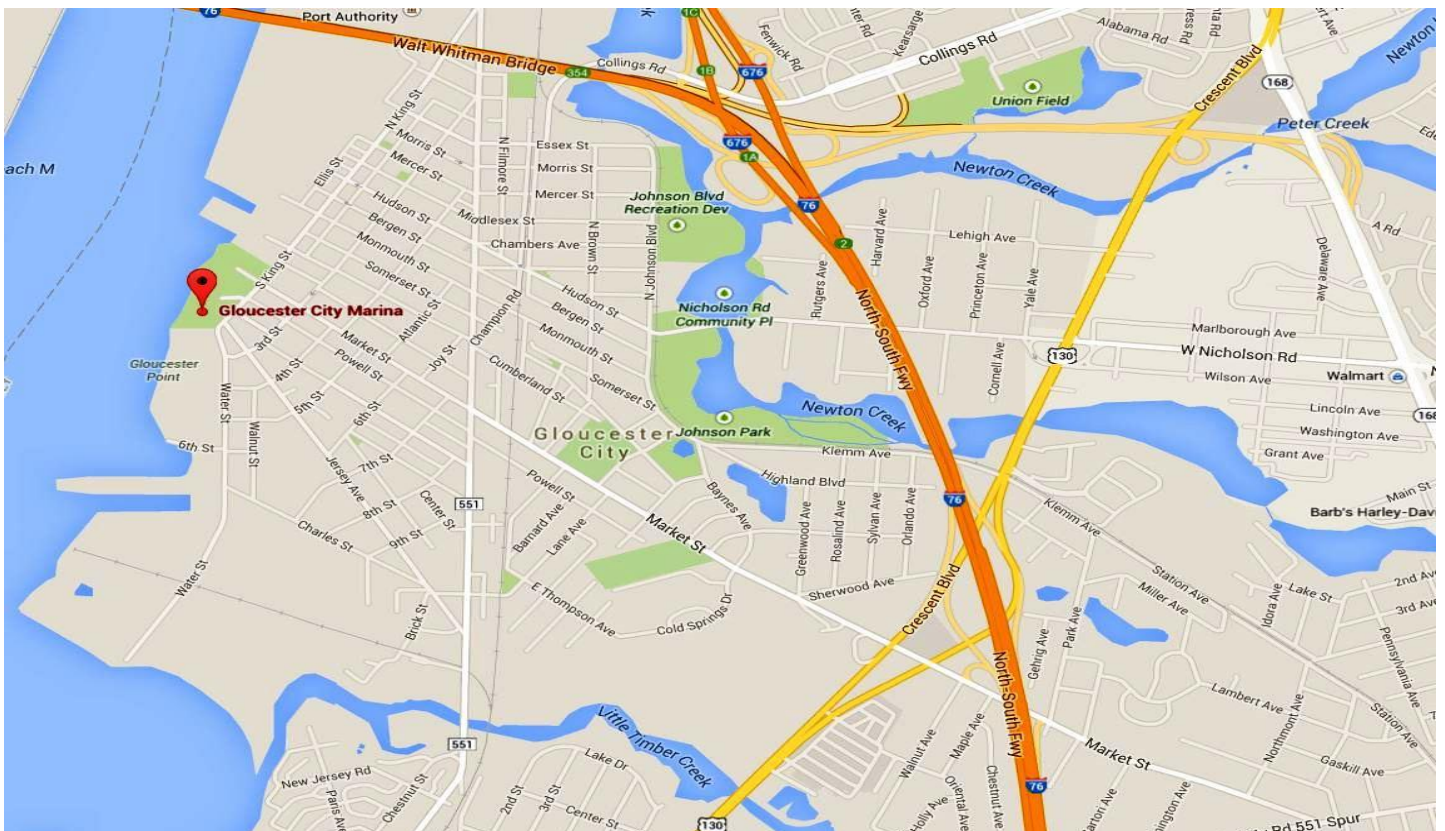 76
Port Authority
Walt Whitman Bridge
354
Collings Rd
1C
1B
676
Fenwick Rd
Kearsarge
Collings Rd
Alabama Rd
Crescent Blvd
168
Newton
Union Field
Peter Creek
676
1A
Newton Creek
76
2
each M
N King St
Morris St
Mercer St
Ellis St
N Filmore St
Essex St
Morris St
Mercer St
Middlesex St
Chambers Ave
N Brown St
N Johnson Blvd
Johnson Blvd
Recreation Dev
Hudson St
Bergen St
Monmouth St
Somerset St
S King St
Gloucester City Marina
Gloucester
Point
3rd St
4th St
5th St
6th St
7th St
8th St
9th St
Market St
Powell St
Atlantic St
Joy St
Champion Rd
Hudson St
Bergen St
Monmouth St
Somerset St
Cumberland St
Nicholson Rd
Community Pl
Rutgers Ave
Harvard Ave
Oxford Ave
Princeton Ave
Yale Ave
Lehigh Ave
Cornell Ave
North-South Fwy
130
Delaware Ave
A Rd
Marlborough Ave
W Nicholson Rd
Wilson Ave
Walmart
Lincoln Ave
168
Washington Ave
Grant Ave
Main St
Barb's Harley-Dav
Newton Creek
Johnson Park
Gloucester
City
Klemm Ave
Highland Blvd
Baynes Ave
Greenwood Ave
Rosalind Ave
Sylvan Ave
Orlando Ave
76
Klemm Ave
Water St
Walnut St
6th St
Jersey Ave
Center St
551
Charles St
Powell St
Barnard Ave
Lane Ave
Market St
Sherwood Ave
Crescent Blvd
E Thompson Ave
Cold Springs Dr
Brick St
Water St
Station Ave
Miller Ave
Idora Ave
Lake St
2nd Av
3rd Ave
Pennsylvania Ave
Park Ave
Gehrig Ave
North-South Fwy
Lambert Ave
Northmont Ave
Station Ave
Gaskill Ave
Market St
Walnut Ave
Maple Ave
Holly Ave
Oriental Ave
Chestnut Ave
76
Little Timber Creek
551
New Jersey Rd
Paris Ave
Chestnut St
2nd St
3rd St
Lake Dr
Center St
130
Rd 551 Spur